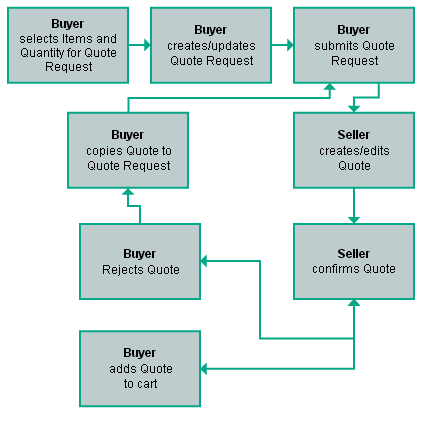 Buyer
selects Items and
Quantity for Quote
Request
Buyer
creates/updates
Quote Request
Buyer
submits Quote
Request
Buyer
copies Quote to
Quote Request
Seller
creates/edits
Quote
Buyer
Rejects Quote
Seller
confirms Quote
Buyer
adds Quote
to cart